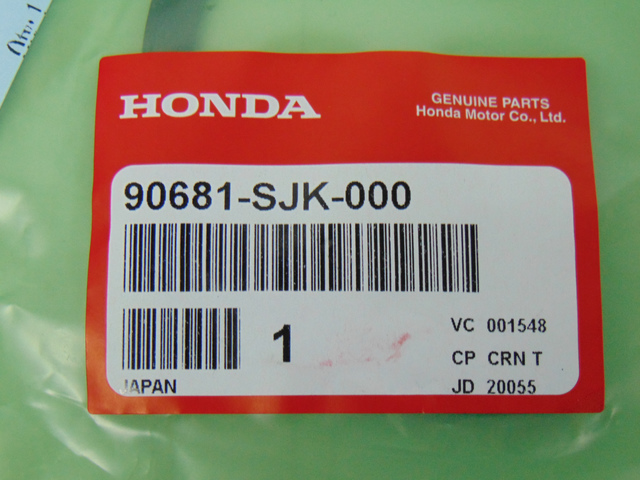 HONDA
GENUINE PARTS
Honda Motor Co., Ltd.
90681-SJK-000
1
VC 001548
CP CRN T
JAPAN
JD 20055